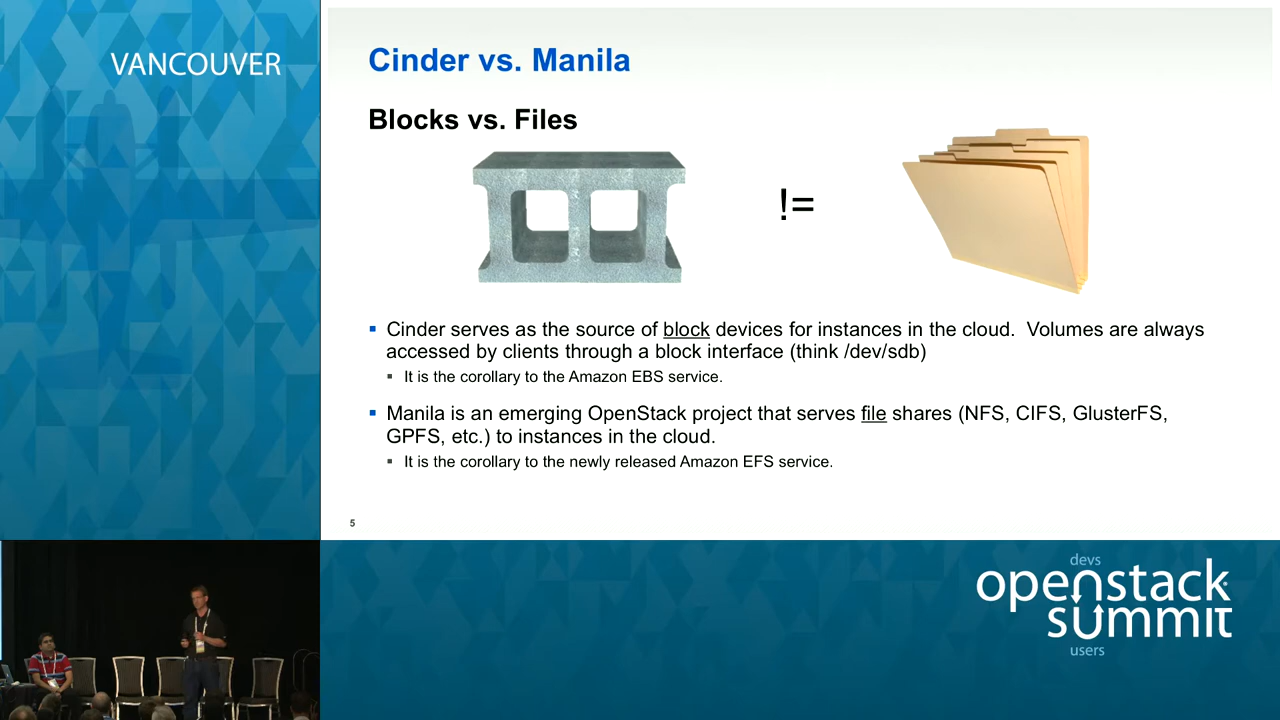 VANCOUVER
Cinder vs. Manila
Blocks vs. Files
!=
▪ Cinder serves as the source of block devices for instances in the cloud.  Volumes are always
accessed by clients through a block interface (think /dev/sdb)
▪ It is the corollary to the Amazon EBS service.
▪ Manila is an emerging OpenStack project that serves file shares (NFS, CIFS, GlusterFS,
GPFS, etc.) to instances in the cloud.
▪ It is the corollary to the newly released Amazon EFS service.
5
devs
openstack
summit
users